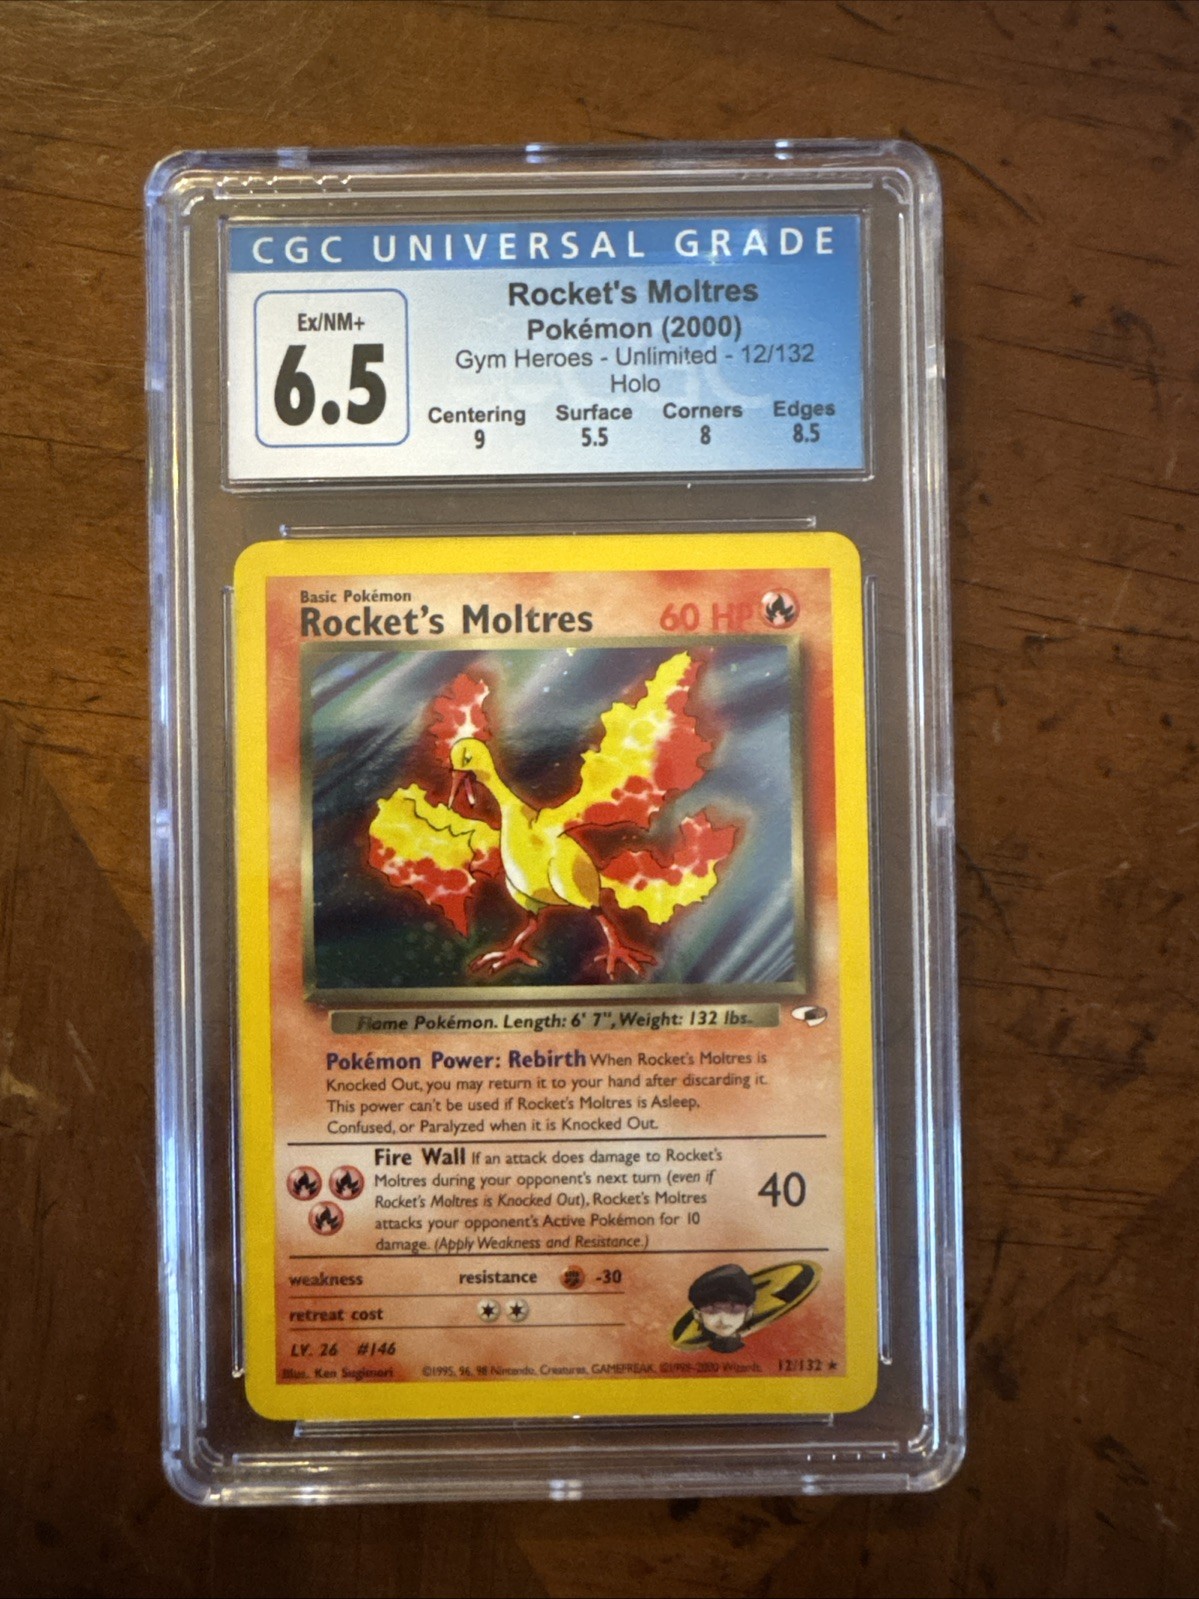 CGC UNIVERSAL GRADE
Rocket's Moltres
Pokémon (2000)
Gym Heroes - Unlimited - 12/132
Holo
Ex/NM+
6.5
Centering Surface Corners Edges
9 5.5 8 8.5
Basic Pokémon
Rocket's Moltres 60 HP
Flame Pokémon. Length: 6' 7", Weight: 132 lbs.
Pokémon Power: Rebirth When Rocket's Moltres is
Knocked Out, you may return it to your hand after discarding it.
This power can't be used if Rocket's Moltres is Asleep,
Confused, or Paralyzed when it is Knocked Out.
Fire Wall If an attack does damage to Rocket's
Moltres during your opponent's next turn (even if
Rocket's Moltres is Knocked Out), Rocket's Moltres
attacks your opponent's Active Pokémon for 10
damage. (Apply Weakness and Resistance.)
40
weakness resistance -30
retreat cost
LV. 26 #146
Illus. Ken Sugimori ©1995, 96, 98 Nintendo, Creatures, GAMEFREAK. ©1999-2000 Wizards. 12/132 ★